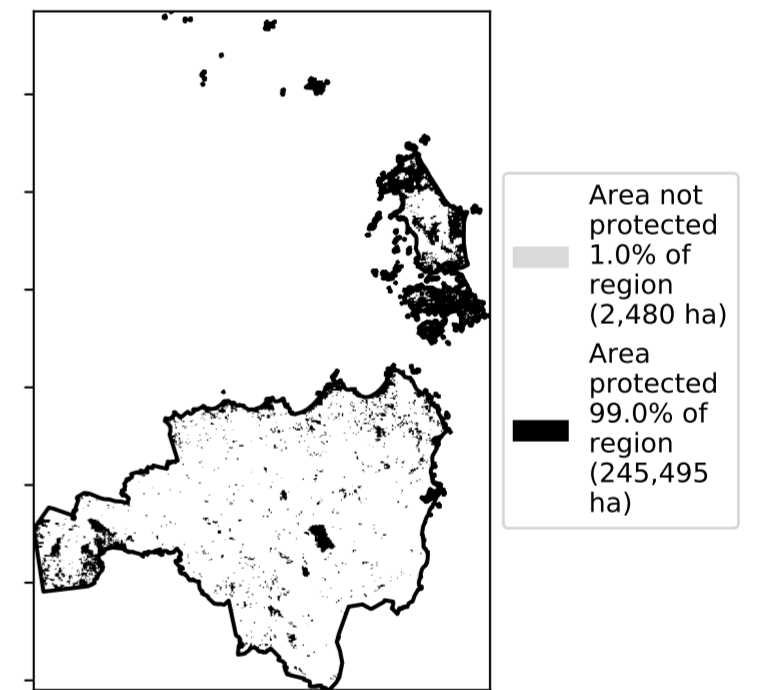 Area not
protected
1.0% of
region
(2,480 ha)
Area
protected
99.0% of
region
(245,495
ha)